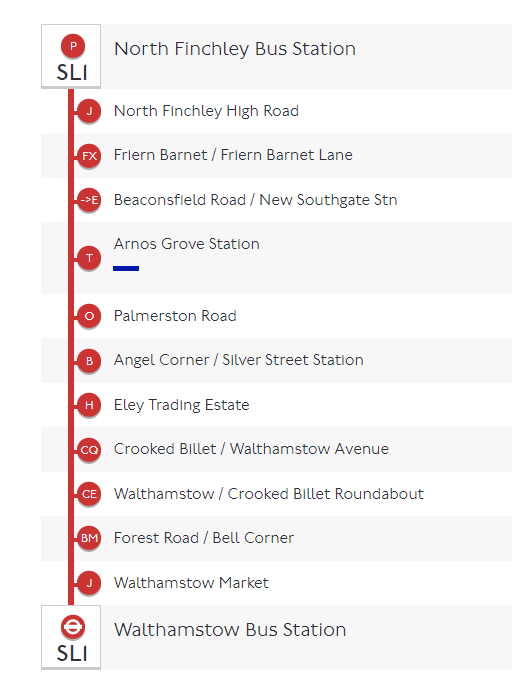 P
SL1
North Finchley Bus Station
J
North Finchley High Road
FX
Friern Barnet / Friern Barnet Lane
->E
Beaconsfield Road / New Southgate Stn
T
Arnos Grove Station
O
Palmerston Road
B
Angel Corner / Silver Street Station
H
Eley Trading Estate
CQ
Crooked Billet / Walthamstow Avenue
CE
Walthamstow / Crooked Billet Roundabout
BM
Forest Road / Bell Corner
J
Walthamstow Market
SL1
Walthamstow Bus Station